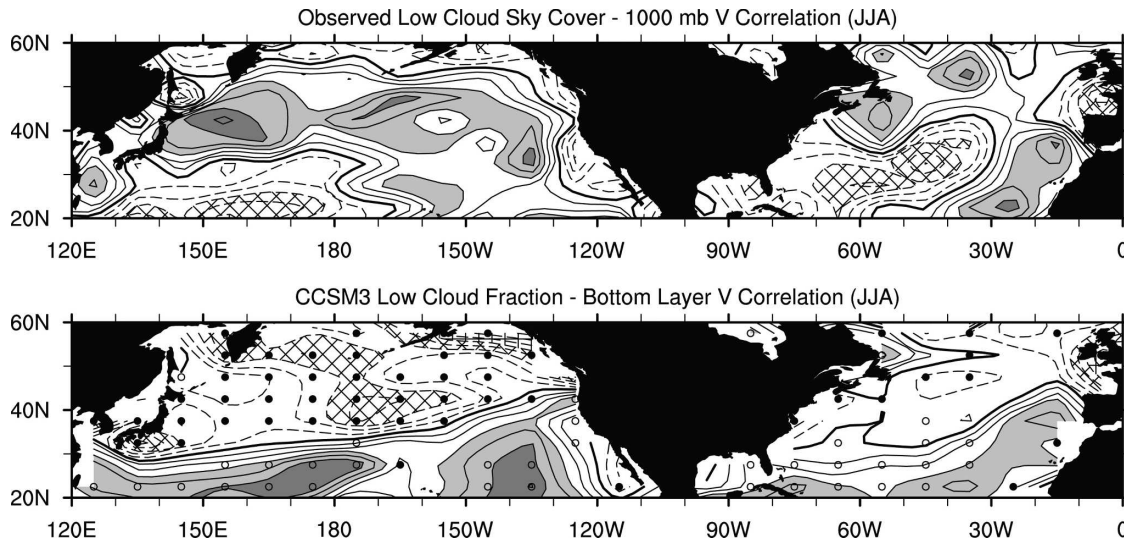 Observed Low Cloud Sky Cover - 1000 mb V Correlation (JJA)
60N
40N
20N
120E 150E 180 150W 120W 90W 60W 30W 0
CCSM3 Low Cloud Fraction - Bottom Layer V Correlation (JJA)
60N
40N
20N
120E 150E 180 150W 120W 90W 60W 30W 0